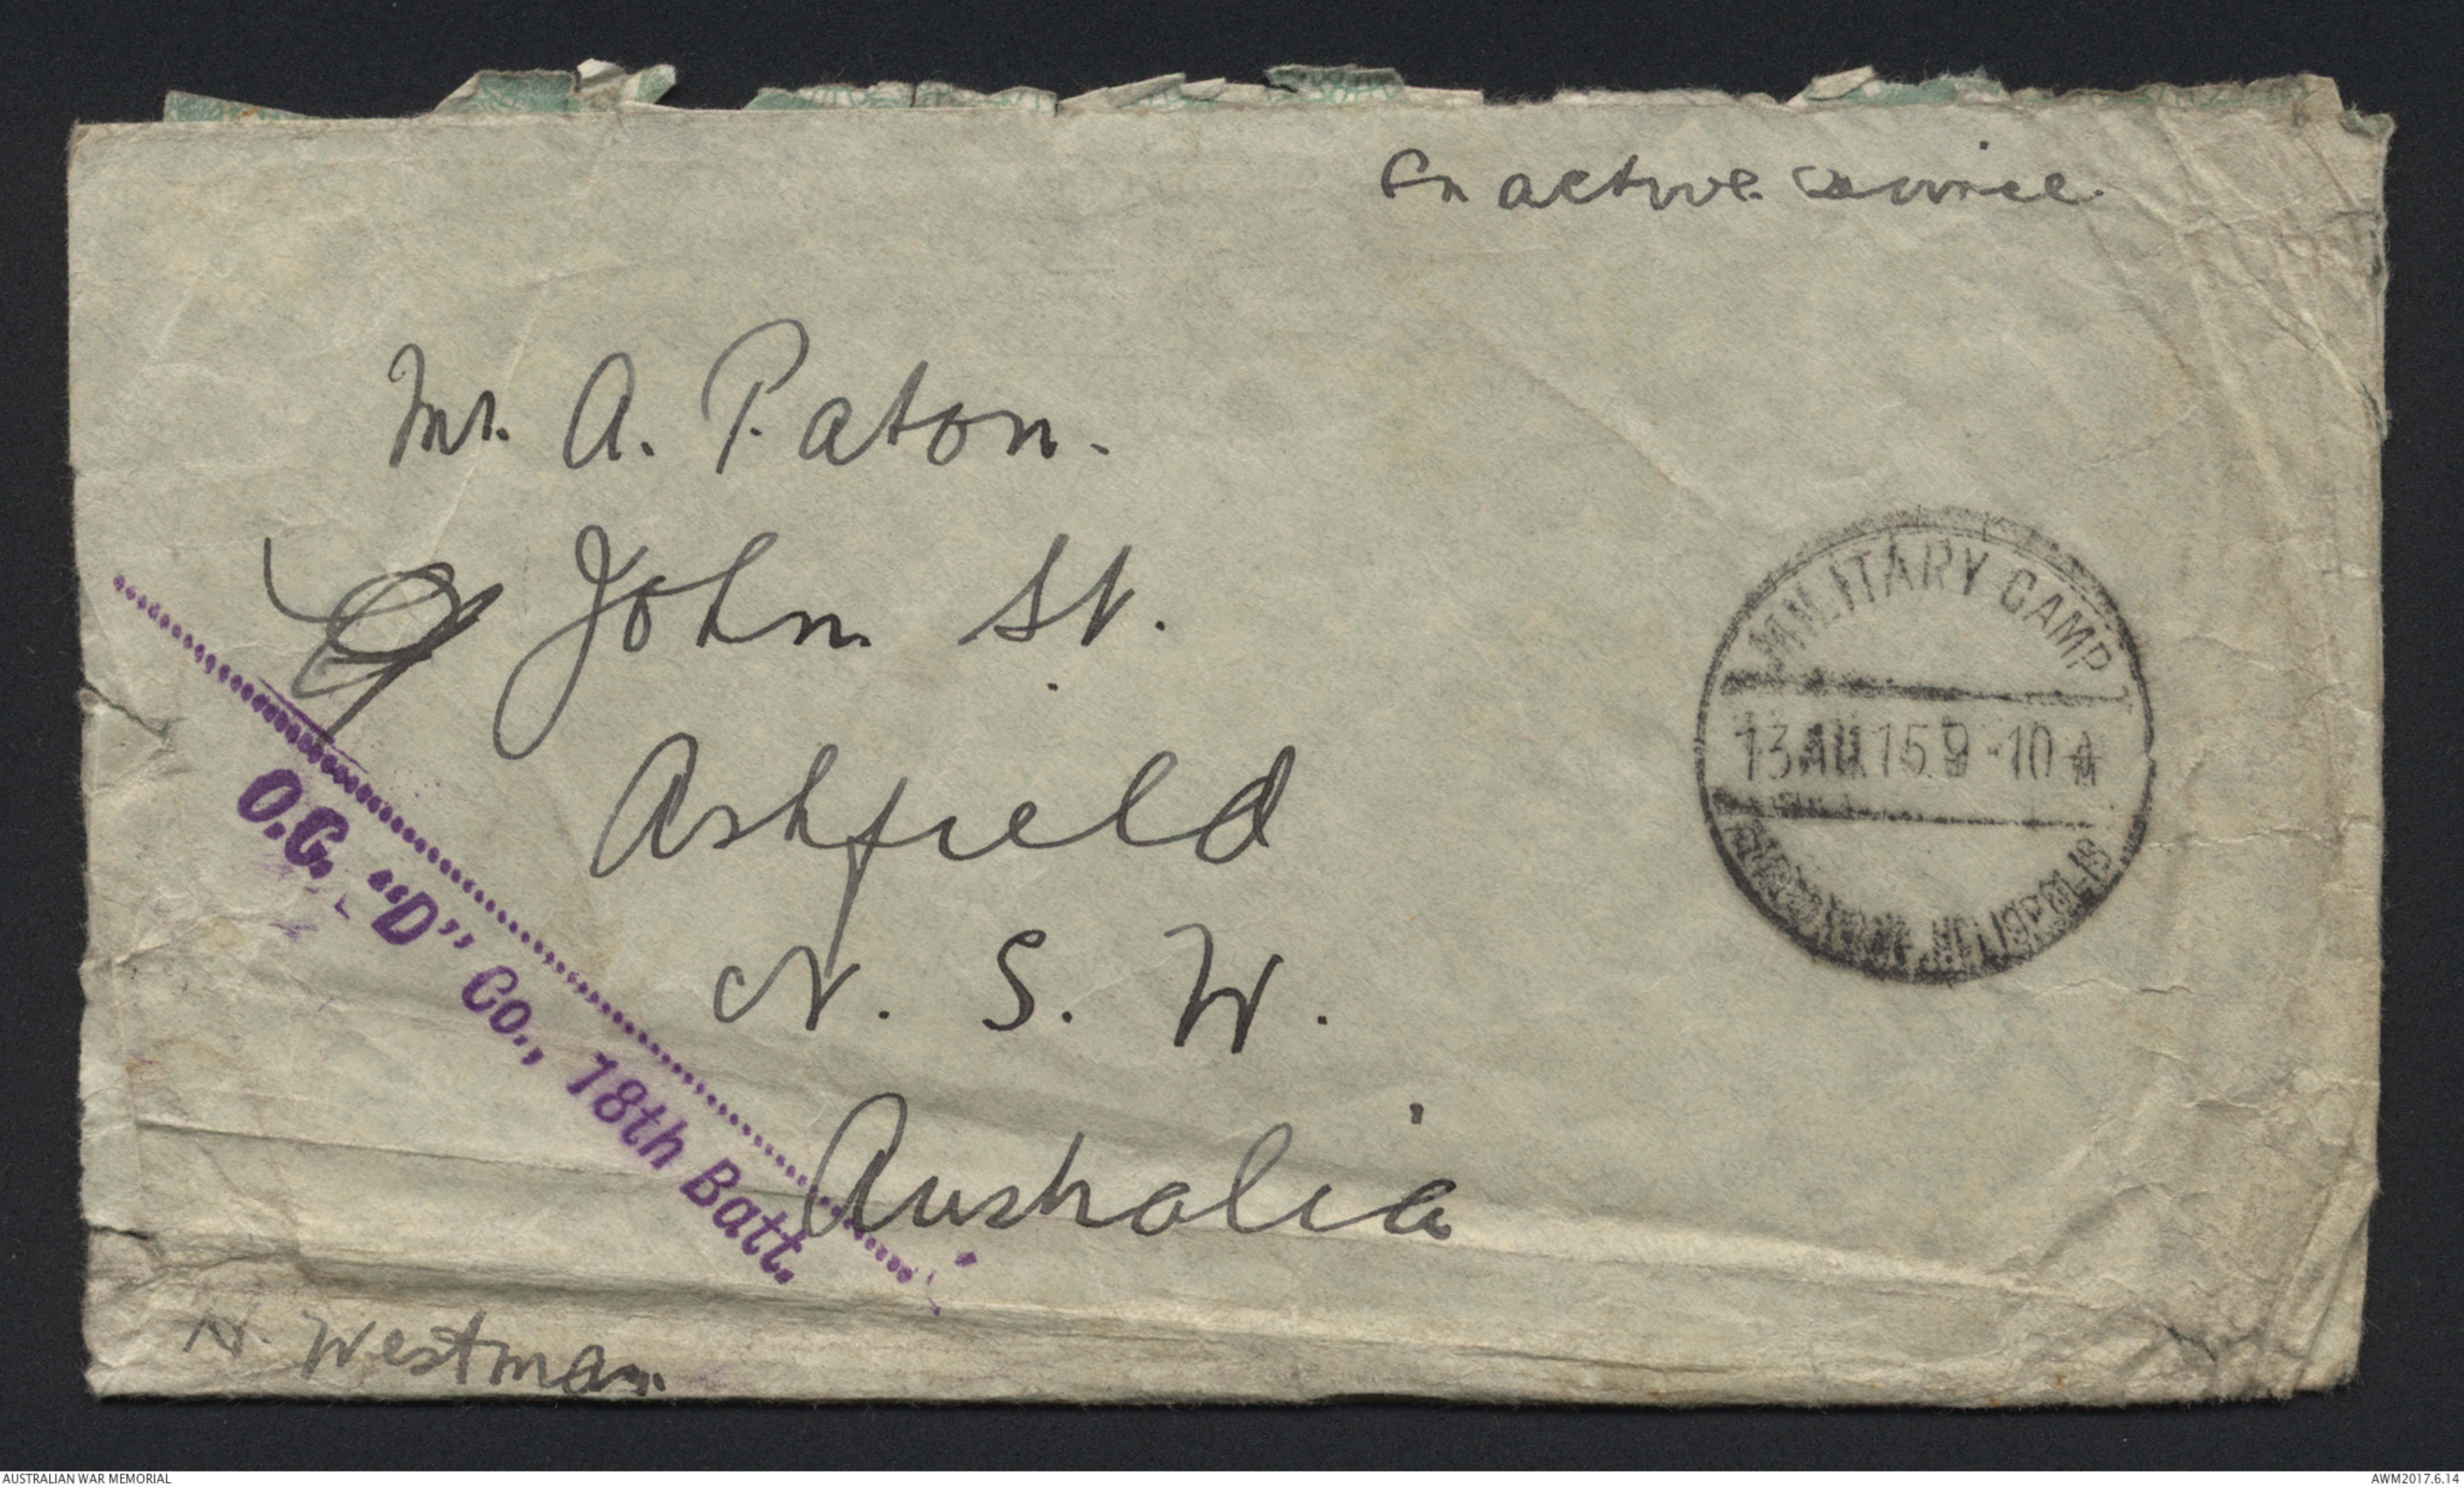 On active service.
Mr. A. Paton.
John St.
Ashfield
N. S. W.
Australia
MILITARY CAMP
13 AU 15 9-10 A
HELIOPOLIS
O.C. "D" Co., 18th Batt.
N. Westman.
AUSTRALIAN WAR MEMORIAL
AWM2017.6.14